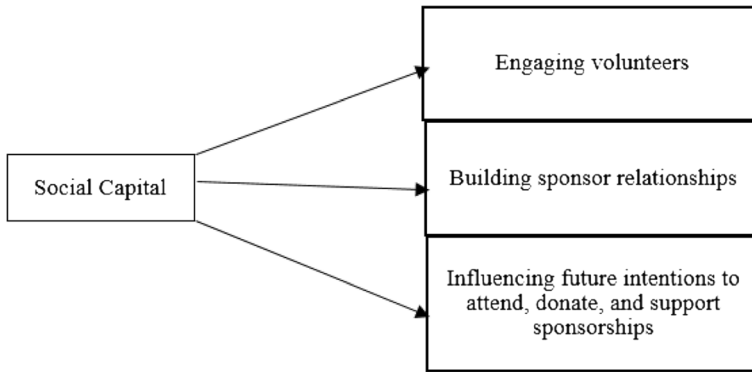 Social Capital
Engaging volunteers
Building sponsor relationships
Influencing future intentions to
attend, donate, and support
sponsorships